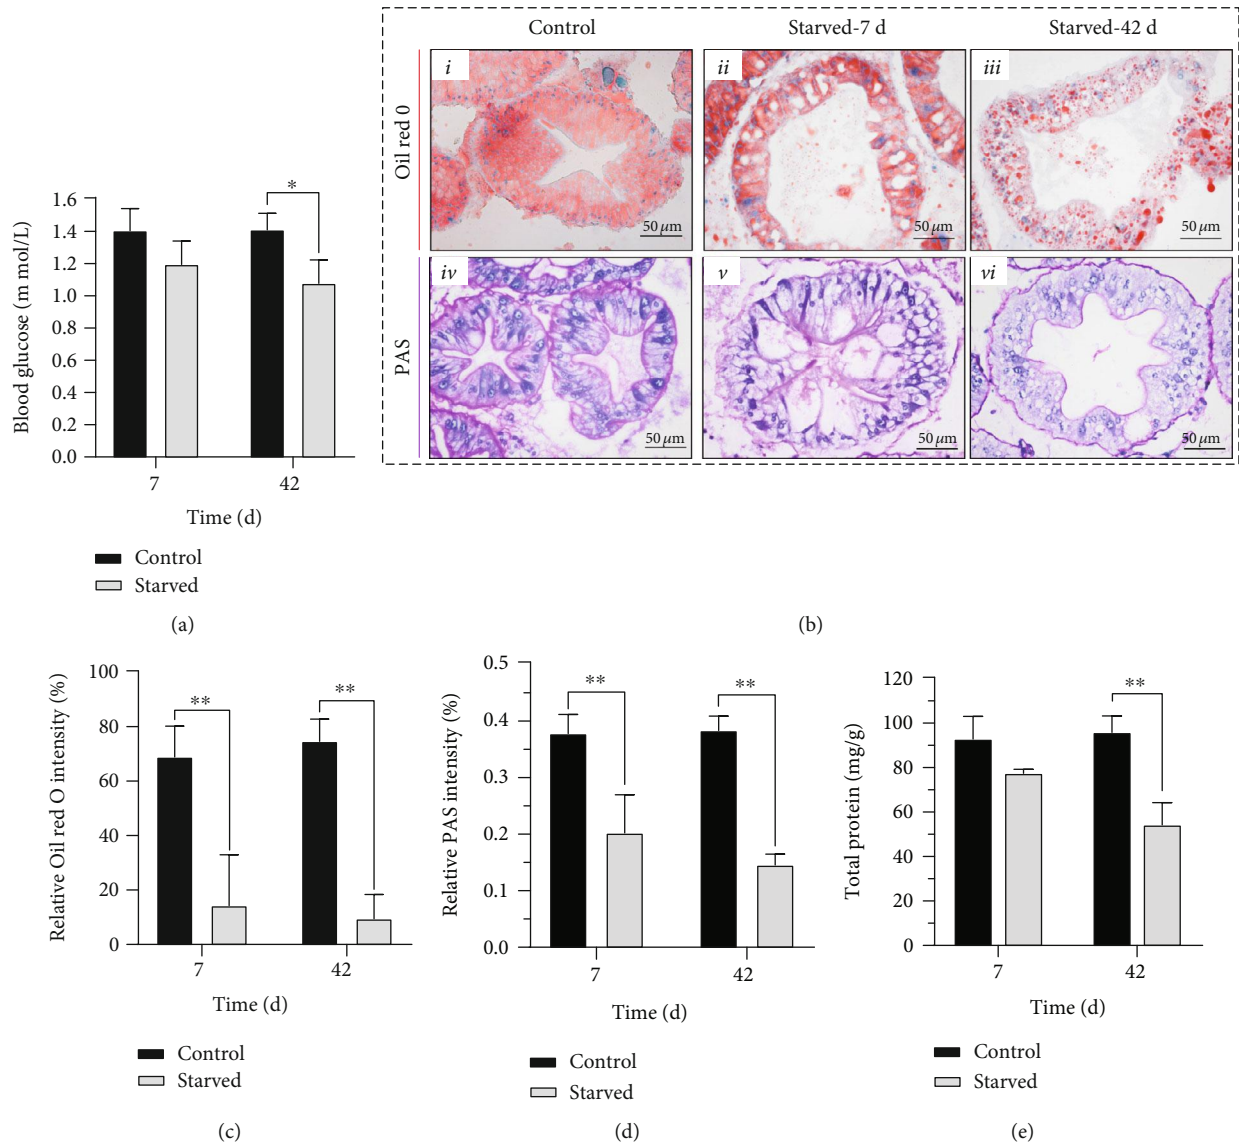 Control
Starved-7 d
Starved-42 d
Oil red 0
PAS
i
ii
iii
iv
v
vi
50 μm
50 μm
50 μm
50 μm
50 μm
50 μm
(b)
Blood glucose (m mol/L)
1.6
1.4
1.2
1.0
0.8
0.6
0.4
0.2
0.0
*
7
42
Time (d)
Control
Starved
(a)
Relative Oil red O intensity (%)
100
80
60
40
20
0
**
**
7
42
Time (d)
Control
Starved
(c)
Relative PAS intensity (%)
0.5
0.4
0.3
0.2
0.1
0.0
**
**
7
42
Time (d)
Control
Starved
(d)
Total protein (mg/g)
120
100
80
60
40
20
0
**
7
42
Time (d)
Control
Starved
(e)